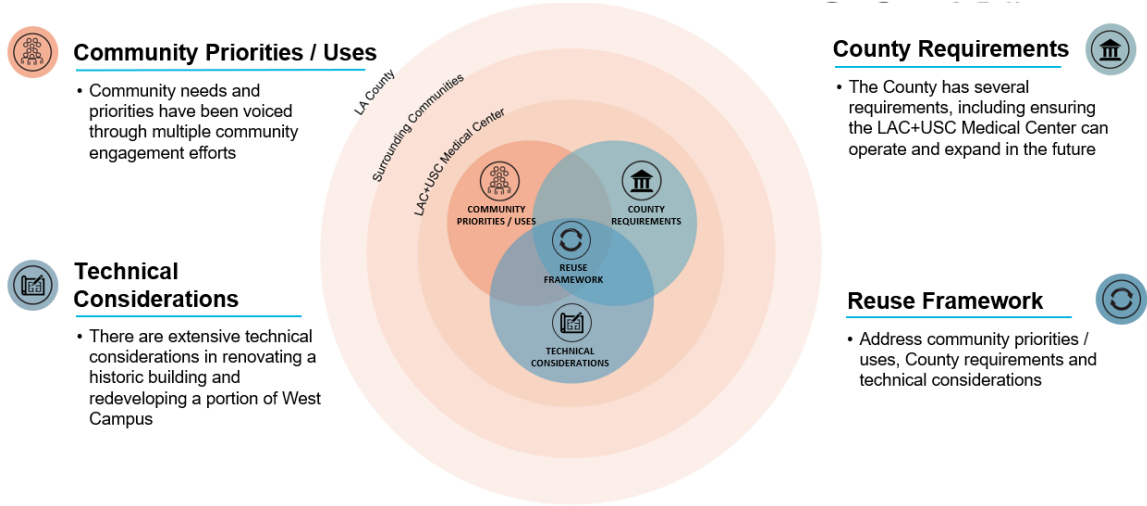 Community Priorities / Uses
• Community needs and
priorities have been voiced
through multiple community
engagement efforts
Technical
Considerations
• There are extensive technical
considerations in renovating a
historic building and
redeveloping a portion of West
Campus
LA County
Surrounding Communities
LAC+USC Medical Center
COMMUNITY
PRIORITIES / USES
COUNTY
REQUIREMENTS
REUSE
FRAMEWORK
TECHNICAL
CONSIDERATIONS
County Requirements
• The County has several
requirements, including ensuring
the LAC+USC Medical Center can
operate and expand in the future
Reuse Framework
• Address community priorities /
uses, County requirements and
technical considerations